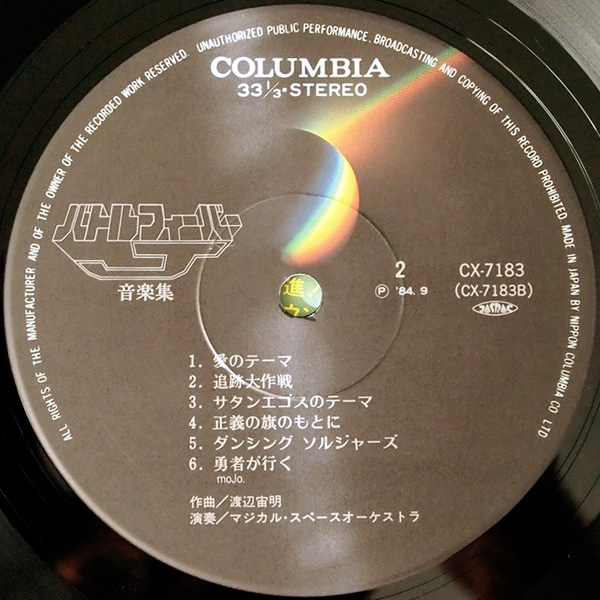 ALL RIGHTS OF THE MANUFACTURER AND OF THE OWNER OF THE RECORDED WORK RESERVED. UNAUTHORIZED PUBLIC PERFORMANCE, BROADCASTING AND COPYING OF THIS RECORD PROHIBITED. MADE IN JAPAN BY NIPPON COLUMBIA CO LTD
COLUMBIA
33 1/3・STEREO
バトルフィーバーJ
音楽集
2
Ⓟ '84. 9
CX-7183
(CX-7183B)
JASRAC
進!
1. 愛のテーマ
2. 追跡大作戦
3. サタンエゴスのテーマ
4. 正義の旗のもとに
5. ダンシング ソルジャーズ
6. 勇者が行く
moJo.
作曲/渡辺宙明
演奏/マジカル・スペースオーケストラ